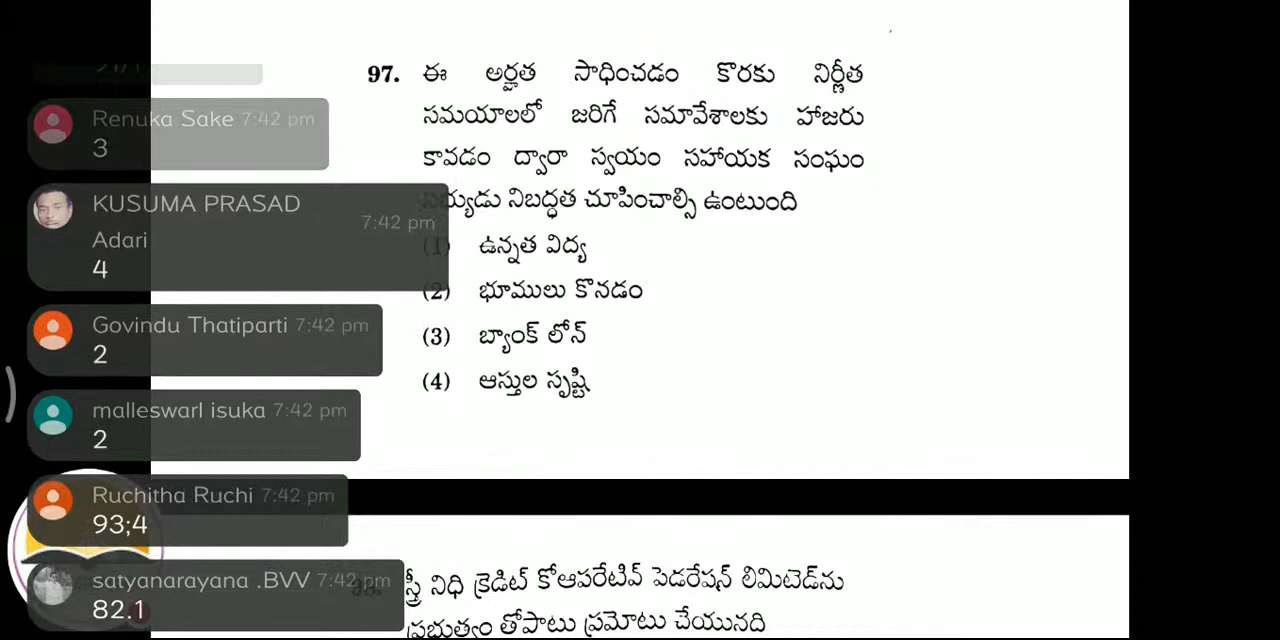 97. ఈ అర్హత సాధించడం కొరకు నిర్ణీత
సమయాలలో జరిగే సమావేశాలకు హాజరు
కావడం ద్వారా స్వయం సహాయక సంఘం
సభ్యుడు నిబద్ధత చూపించాల్సి ఉంటుంది
(1) ఉన్నత విద్య
(2) భూములు కొనడం
(3) బ్యాంక్ లోన్
(4) ఆస్తుల సృష్టి
స్త్రీ నిధి క్రెడిట్ కోఆపరేటివ్ పెడరేషన్ లిమిటెడ్‌ను
ప్రభుత్వం తోపాటు ప్రమోటు చేయునది
Renuka Sake 7:42 pm
3
KUSUMA PRASAD
Adari 7:42 pm
4
Govindu Thatiparti 7:42 pm
2
malleswarl isuka 7:42 pm
2
Ruchitha Ruchi 7:42 pm
93;4
satyanarayana .BVV 7:42 pm
82.1